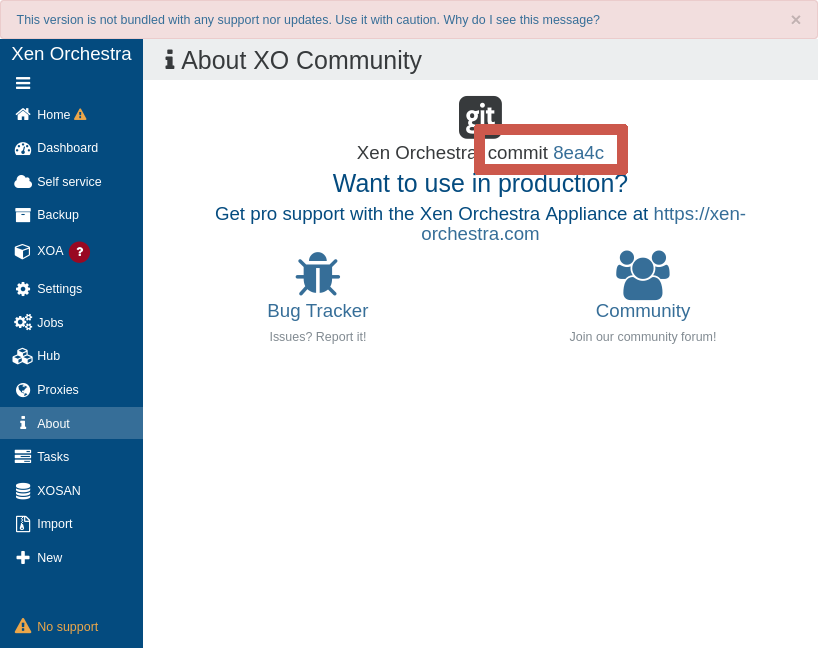 This version is not bundled with any support nor updates. Use it with caution. Why do I see this message?
×
Xen Orchestra
Home
Dashboard
Self service
Backup
XOA ?
Settings
Jobs
Hub
Proxies
About
Tasks
XOSAN
Import
New
No support
About XO Community
git
Xen Orchestra, commit 8ea4c
Want to use in production?
Get pro support with the Xen Orchestra Appliance at https://xen-
orchestra.com
Bug Tracker
Issues? Report it!
Community
Join our community forum!